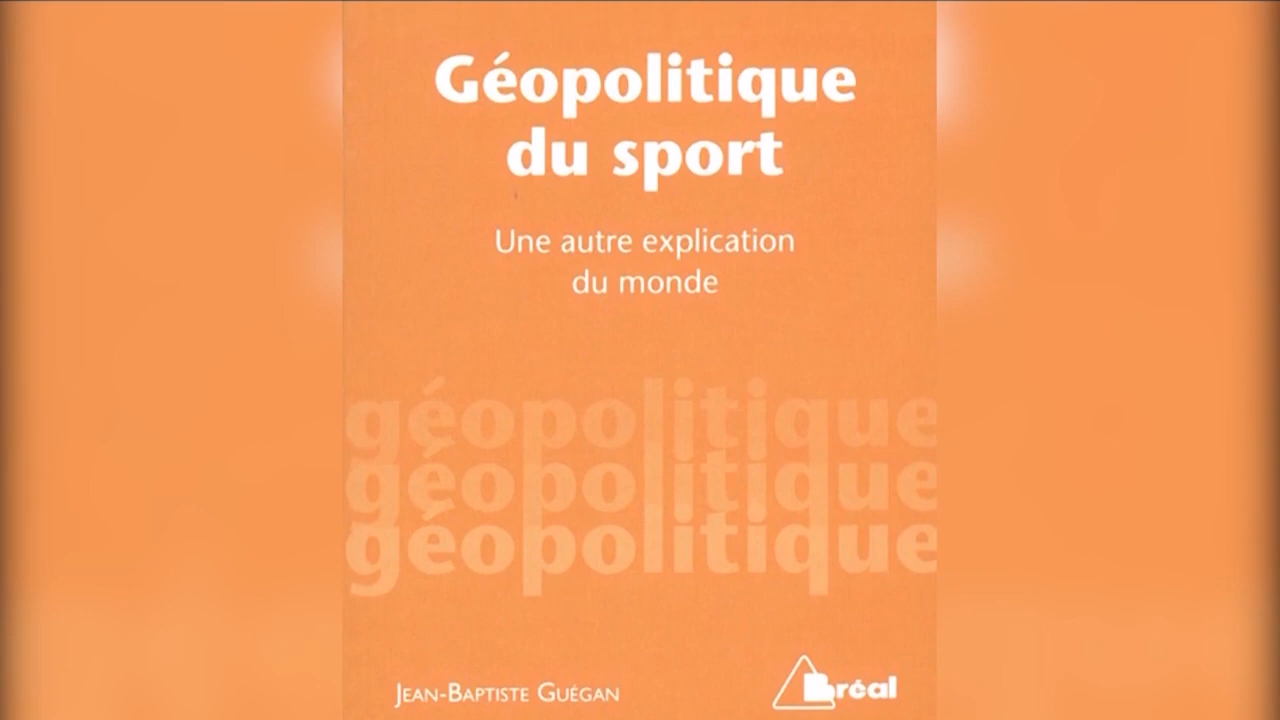 Géopolitique
du sport
Une autre explication
du monde
géopolitique
géopolitique
géopolitique
JEAN-BAPTISTE GUÉGAN
Bréal